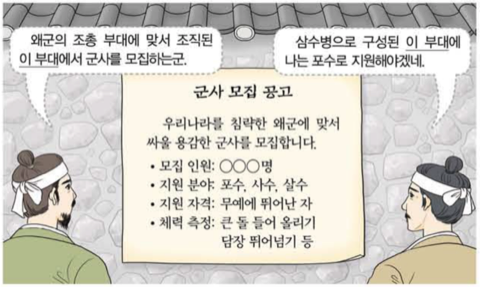 왜군의 조총 부대에 맞서 조직된
이 부대에서 군사를 모집하는군.
삼수병으로 구성된 이 부대에
나는 포수로 지원해야겠네.
군사 모집 공고
우리나라를 침략한 왜군에 맞서
싸울 용감한 군사를 모집합니다.
• 모집 인원: ○○○명
• 지원 분야: 포수, 사수, 살수
• 지원 자격: 무예에 뛰어난 자
• 체력 측정: 큰 돌 들어 올리기
담장 뛰어넘기 등